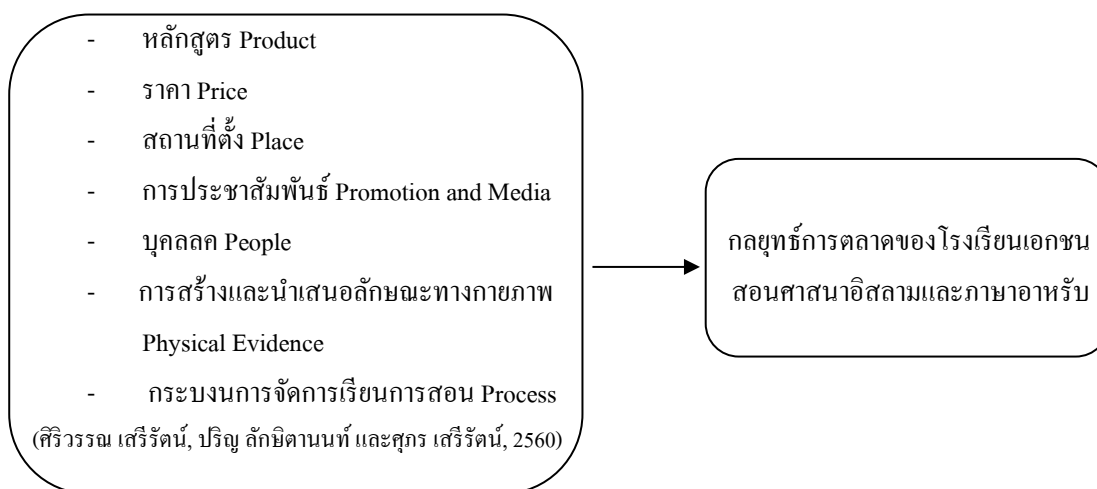 - หลักสูตร Product
- ราคา Price
- สถานที่ตั้ง Place
- การประชาสัมพันธ์ Promotion and Media
- บุคลลค People
- การสร้างและนำเสนอลักษณะทางกายภาพ
Physical Evidence
- กระบงนการจัดการเรียนการสอน Process
(ศิริวรรณ เสรีรัตน์, ปริญ ลักษิตานนท์ และศุภร เสรีรัตน์, 2560)
กลยุทธ์การตลาดของโรงเรียนเอกชน
สอนศาสนาอิสลามและภาษาอาหรับ